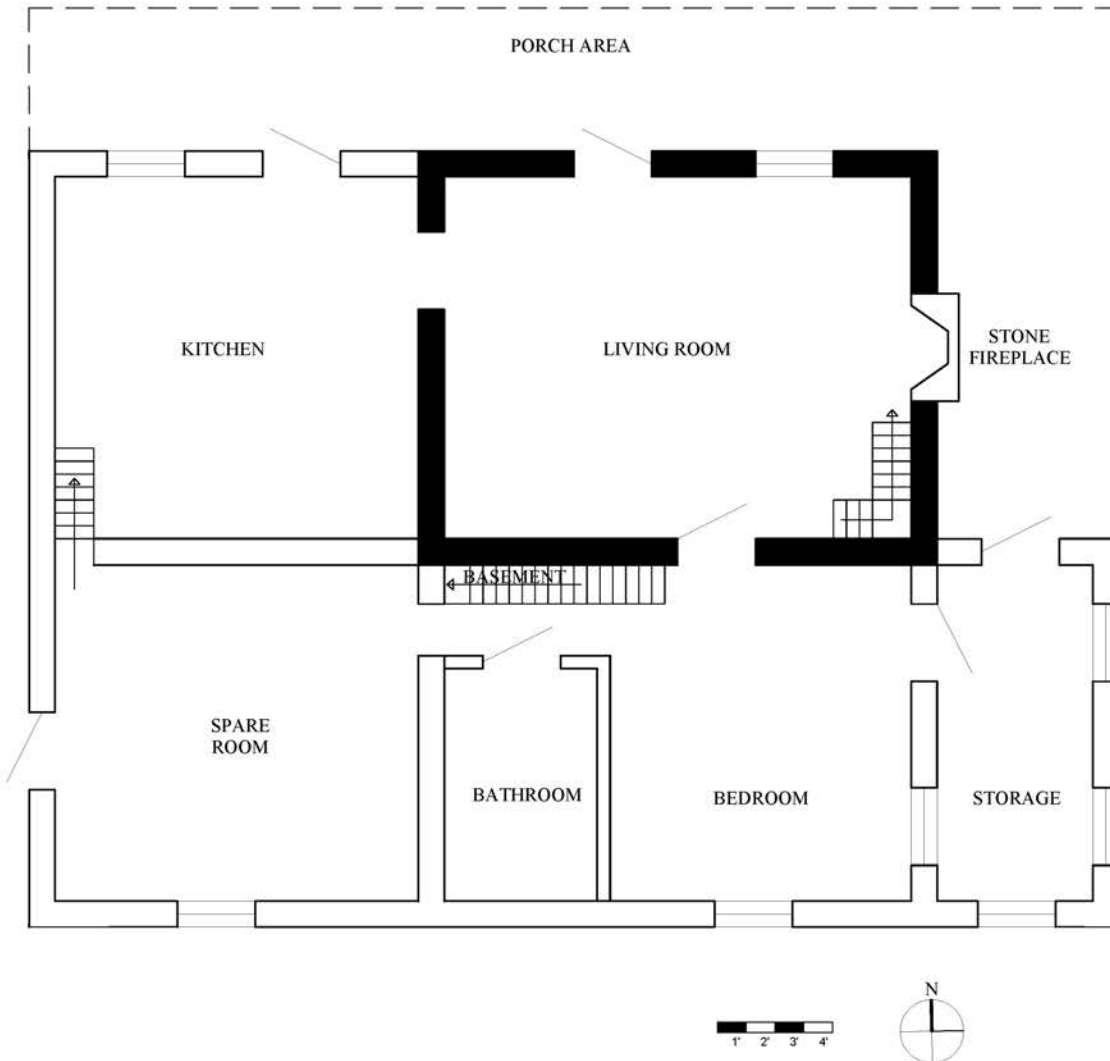 PORCH AREA
KITCHEN
LIVING ROOM
STONE
FIREPLACE
BASEMENT
SPARE
ROOM
BATHROOM
BEDROOM
STORAGE
N
1' 2' 3' 4'